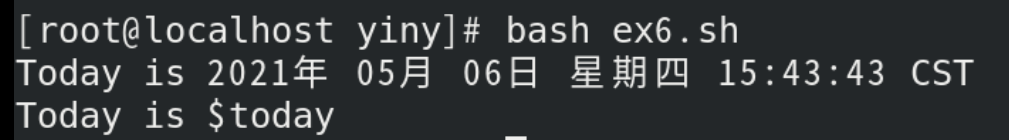 [root@localhost yiny]# bash ex6.sh
Today is 2021年 05月 06日 星期四 15:43:43 CST
Today is $today